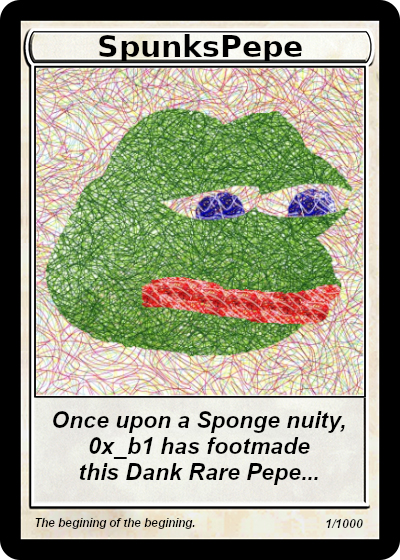 SpunksPepe
Once upon a Sponge nuity,
0x_b1 has footmade
this Dank Rare Pepe...
The begining of the begining.
1/1000